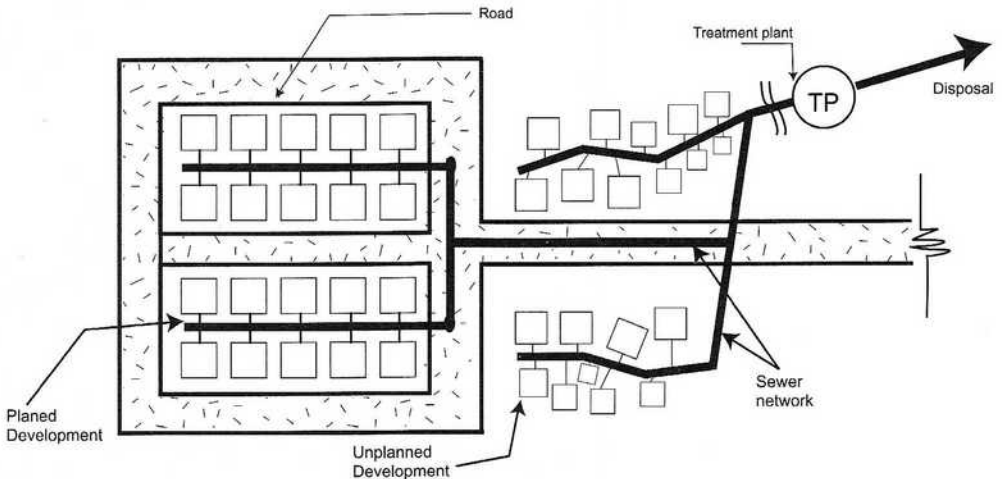 Road
Treatment plant
TP
Disposal
Planed
Development
Unplanned
Development
Sewer
network